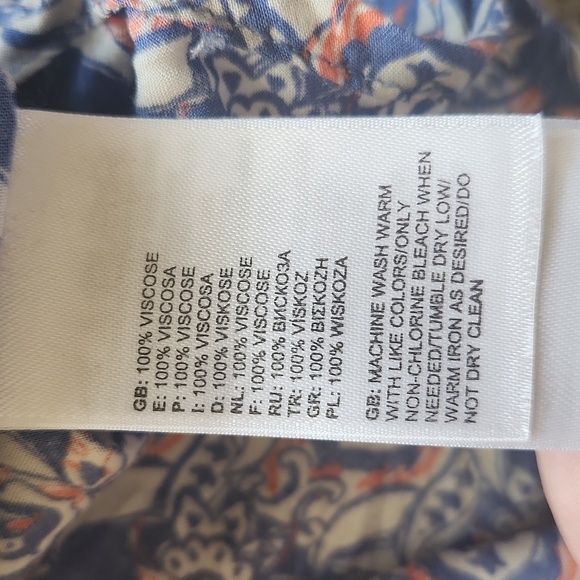 GB: 100% VISCOSE
E: 100% VISCOSA
P: 100% VISCOSE
I: 100% VISCOSA
D: 100% VISKOSE
NL: 100% VISCOSE
F: 100% VISCOSE
RU: 100% ВИСКОЗА
TR: 100% VİSKOZ
GR: 100% ΒΙΣΚΟΖΗ
PL: 100% WISKOZA
GB: MACHINE WASH WARM
WITH LIKE COLORS/ONLY
NON-CHLORINE BLEACH WHEN
NEEDED/TUMBLE DRY LOW/
WARM IRON AS DESIRED/DO
NOT DRY CLEAN